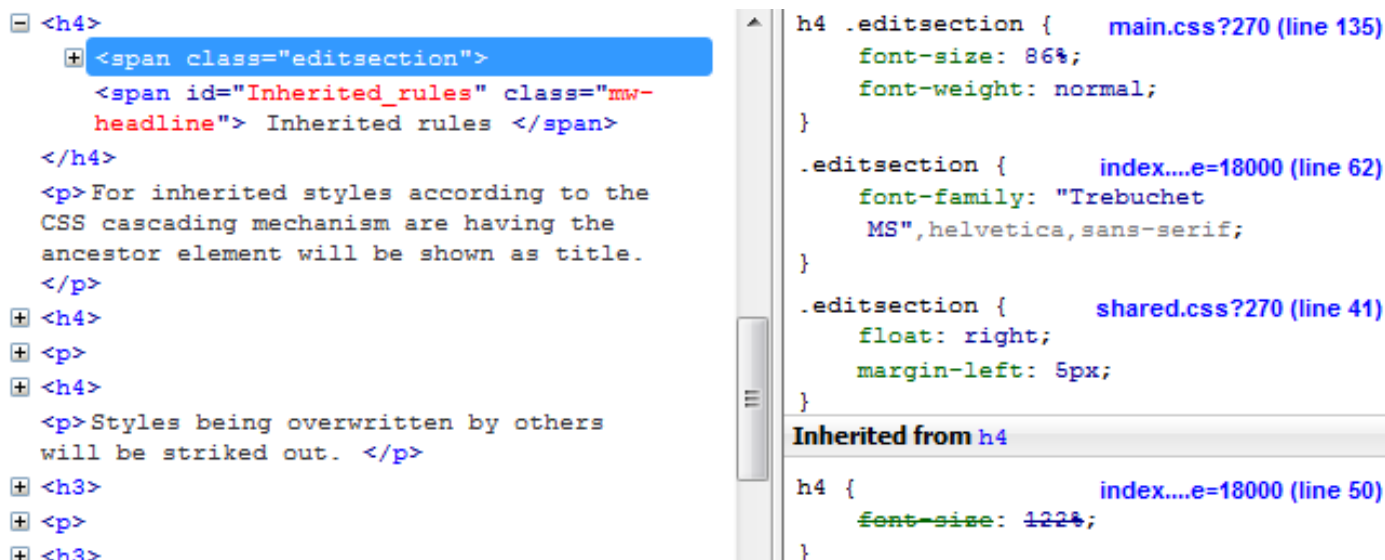 <h4>
<span class="editsection">
<span id="Inherited_rules" class="mw-
headline"> Inherited rules </span>
</h4>
<p>For inherited styles according to the
CSS cascading mechanism are having the
ancestor element will be shown as title.
</p>
<h4>
<p>
<h4>
<p>Styles being overwritten by others
will be striked out. </p>
<h3>
<p>
<h3>
h4 .editsection { main.css?270 (line 135)
font-size: 86%;
font-weight: normal;
}
.editsection { index....e=18000 (line 62)
font-family: "Trebuchet
MS",helvetica,sans-serif;
}
.editsection { shared.css?270 (line 41)
float: right;
margin-left: 5px;
}
Inherited from h4
h4 { index....e=18000 (line 50)
font-size: 122%;
}